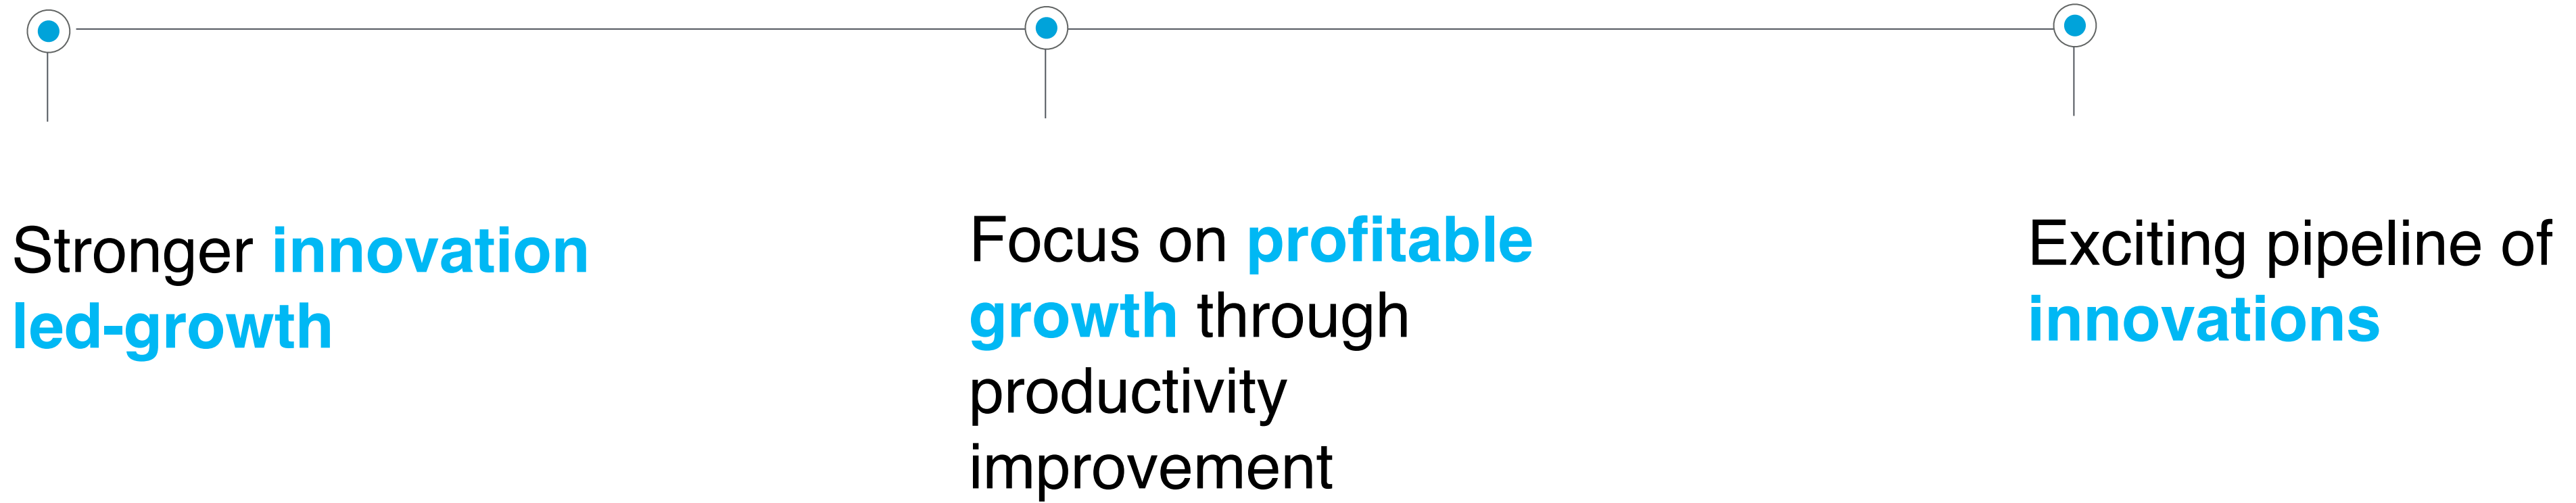 Stronger innovation
led-growth
Focus on profitable
growth through
productivity
improvement
Exciting pipeline of
innovations